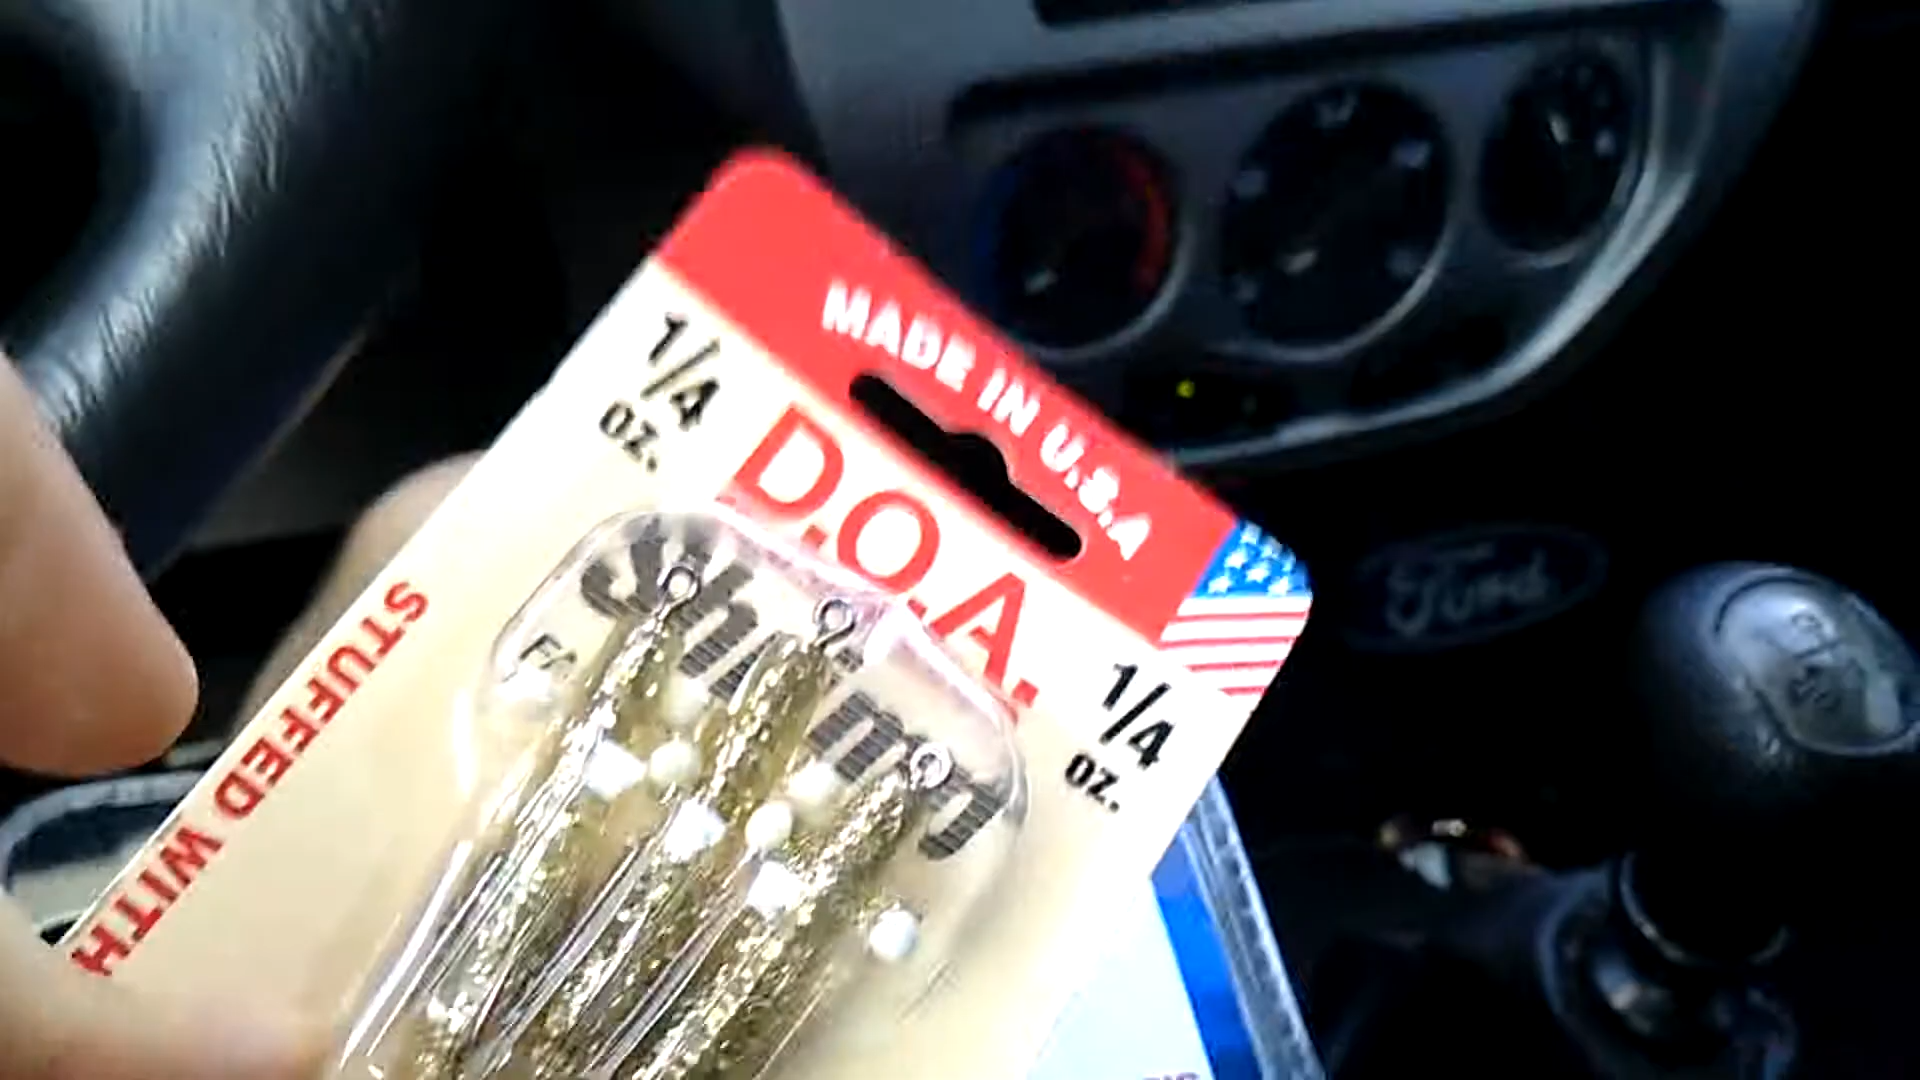 MADE IN U.S.A
1/4
OZ.
D.O.A.
Shrimp
1/4
OZ.
STUFFED WITH
Ford